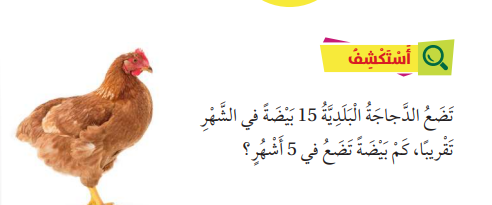 أَسْتَكْشِفُ
تَضَعُ الدَّجاجَةُ الْبَلَدِيَّةُ 15 بَيْضَةً في الشَّهْرِ
تَقْريبًا، كَمْ بَيْضَةً تَضَعُ في 5 أَشْهُرٍ؟